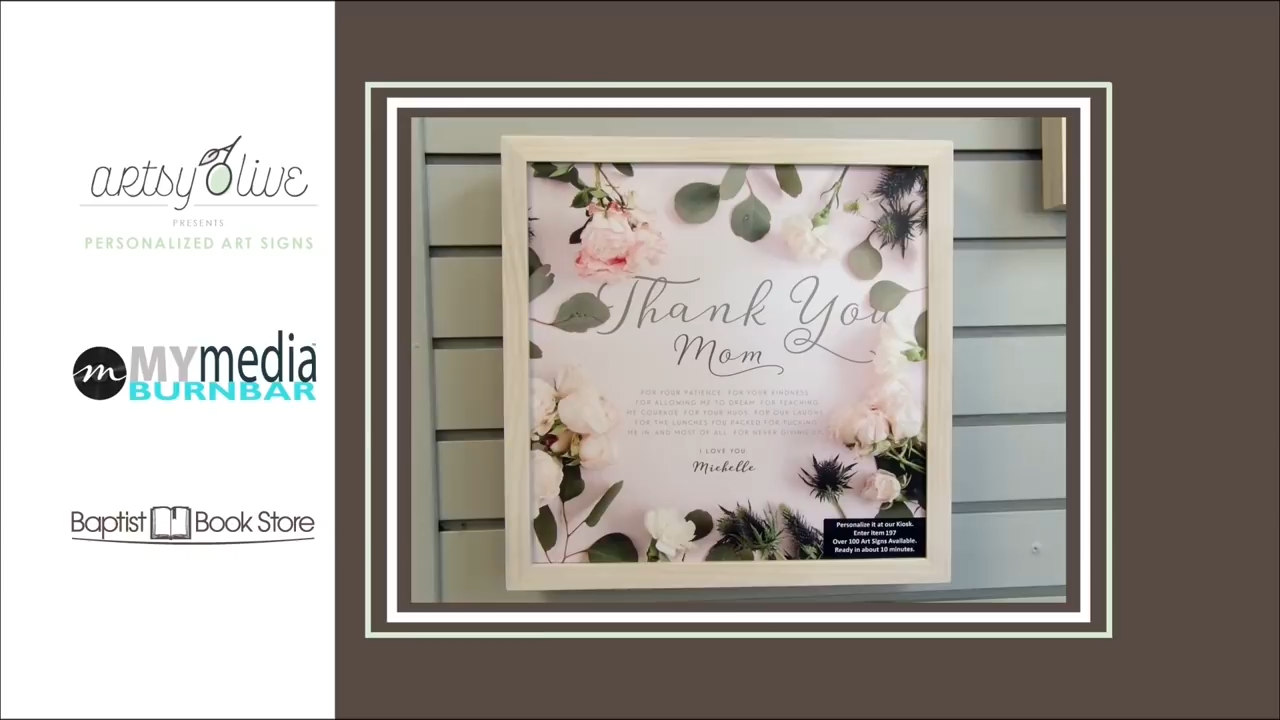 artsy olive
PRESENTS
PERSONALIZED ART SIGNS
m MYmedia
BURNBAR
Baptist Book Store
Thank You
Mom
FOR YOUR PATIENCE. FOR YOUR KINDNESS.
FOR ALLOWING ME TO DREAM. FOR TEACHING
ME COURAGE. FOR YOUR HUGS. FOR OUR LAUGHS.
FOR THE LUNCHES YOU PACKED. FOR TUCKING
ME IN. AND MOST OF ALL, FOR NEVER GIVING UP.
I LOVE YOU
Michelle
Personalize it at our Kiosk.
Enter Item 197
Over 100 Art Signs Available.
Ready in about 10 minutes.